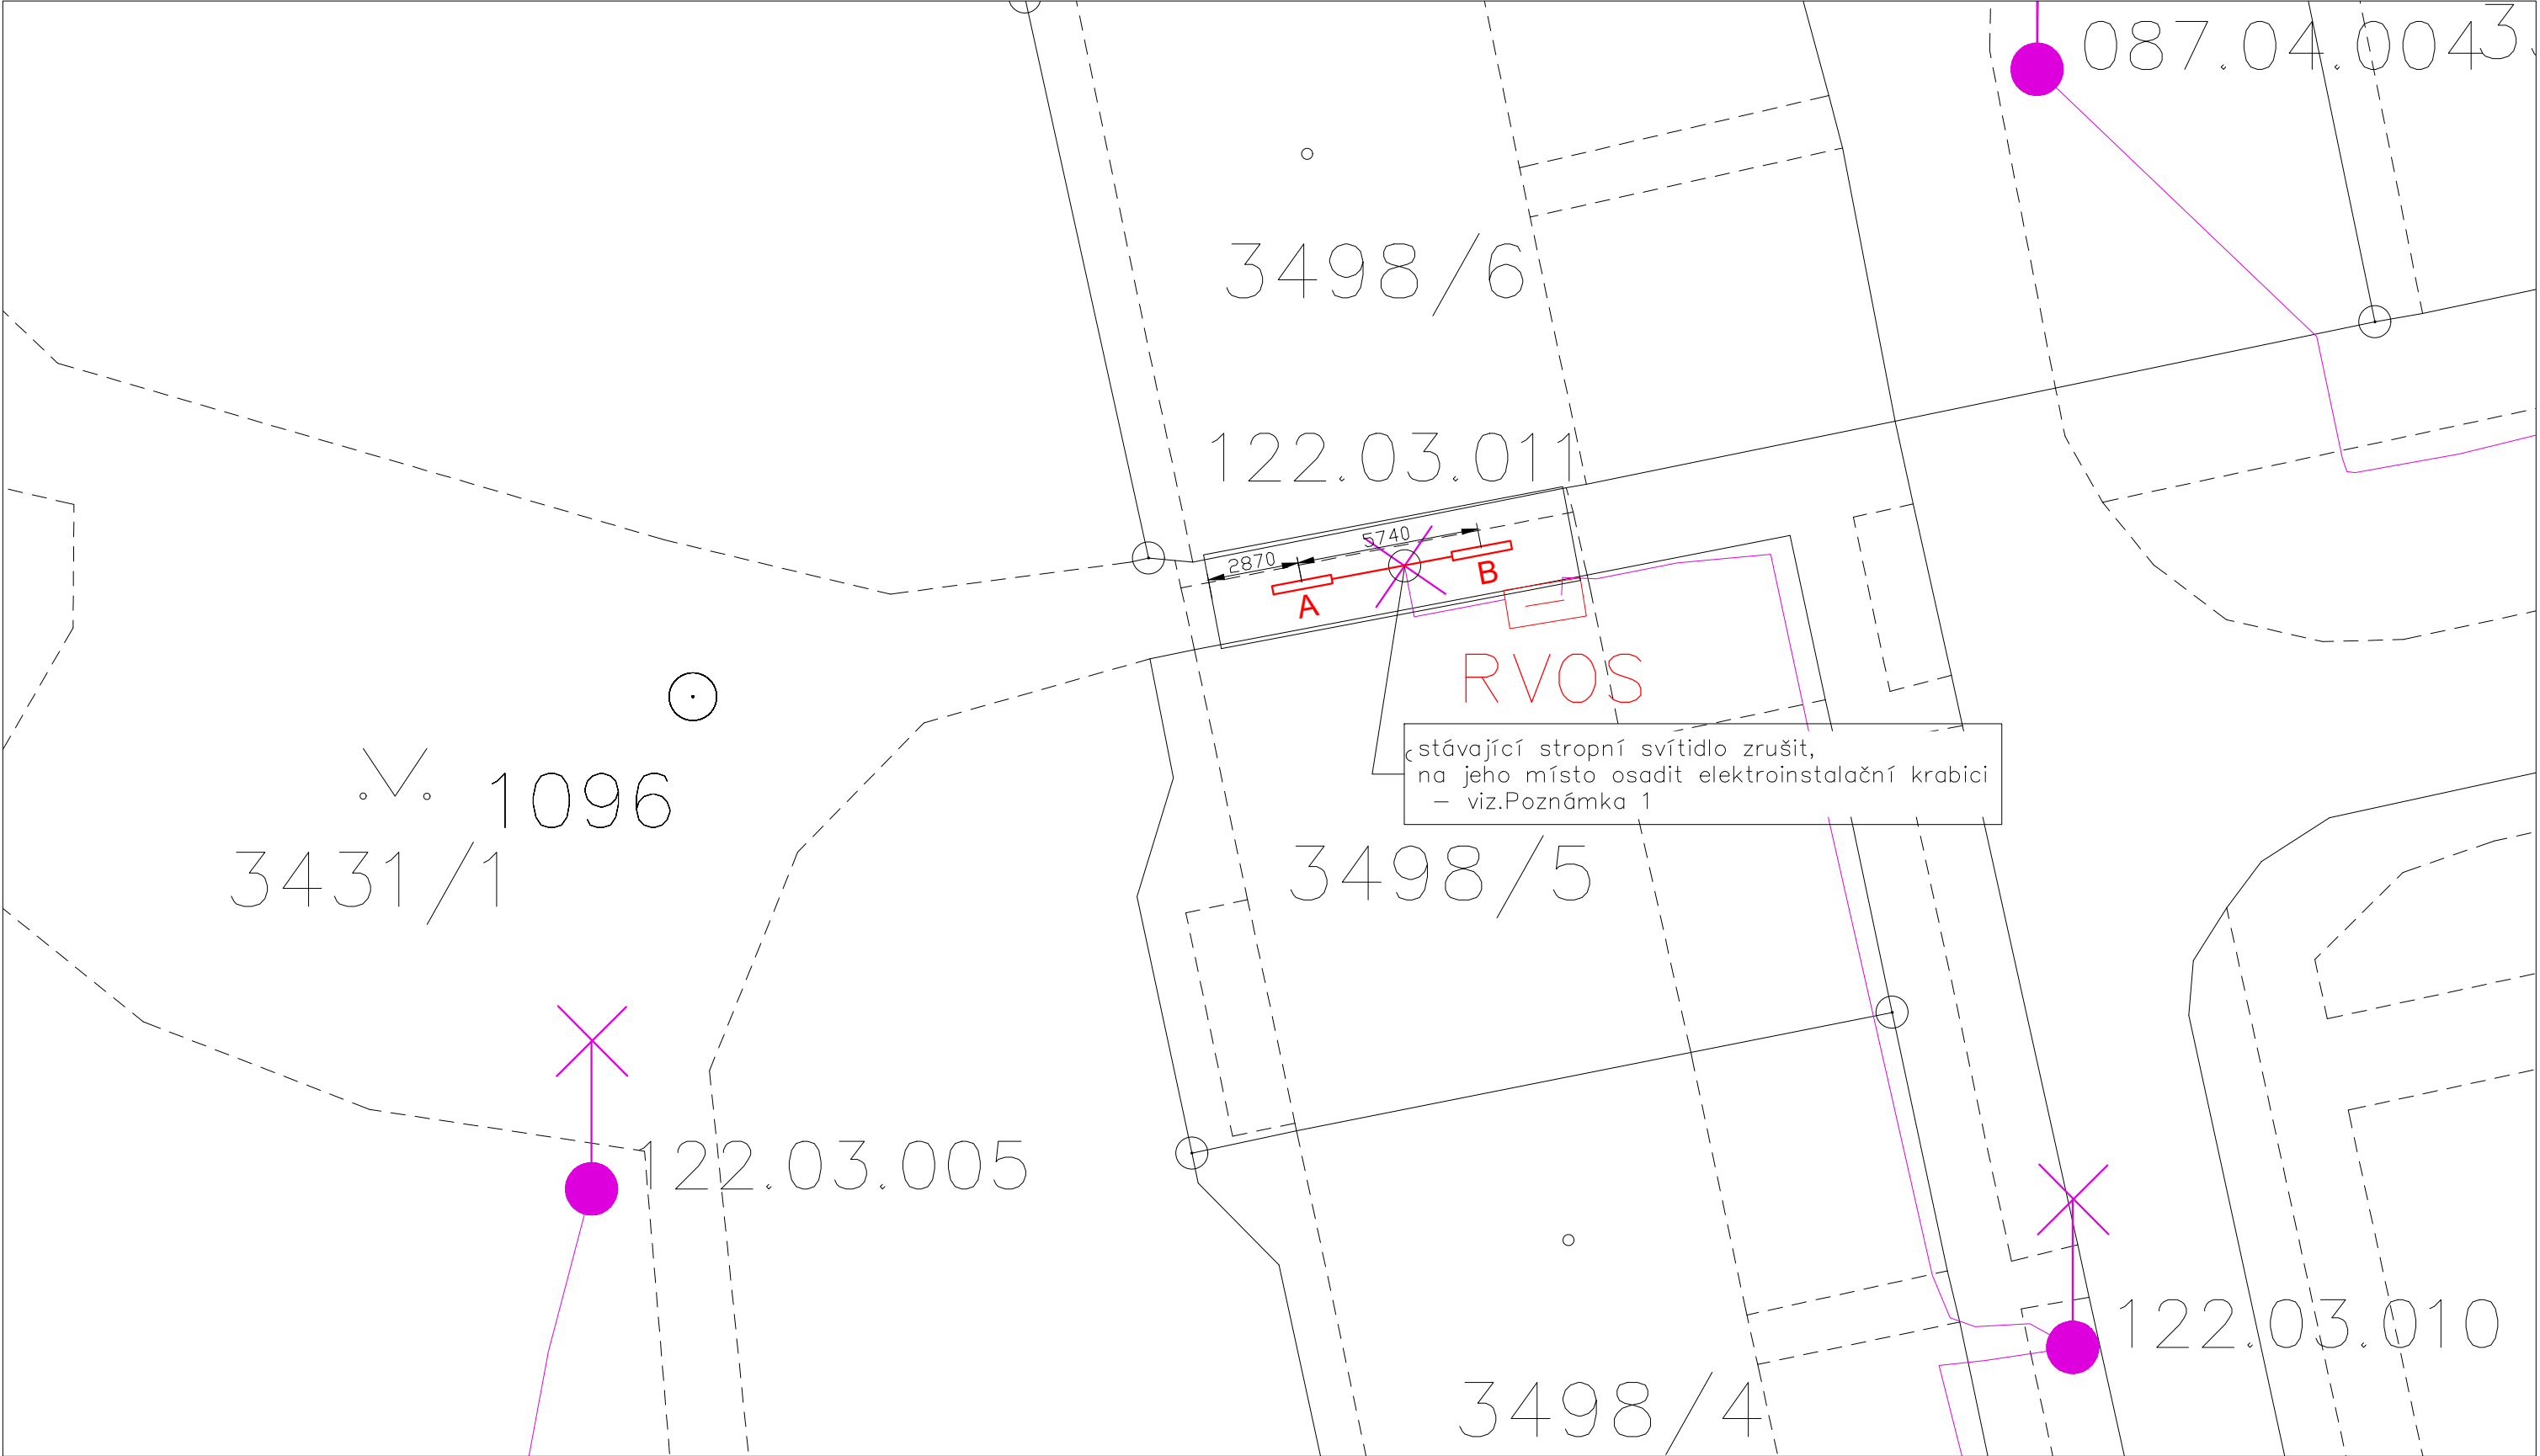 087.04.004
3498/6
122.03.011
5740
2870
B
A
RVOS
stávající stropní svítidlo zrušit,
na jeho místo osadit elektroinstalační krabici
– viz.Poznámka 1
1096
3431/1
3498/5
122.03.005
122.03.010
3498/4